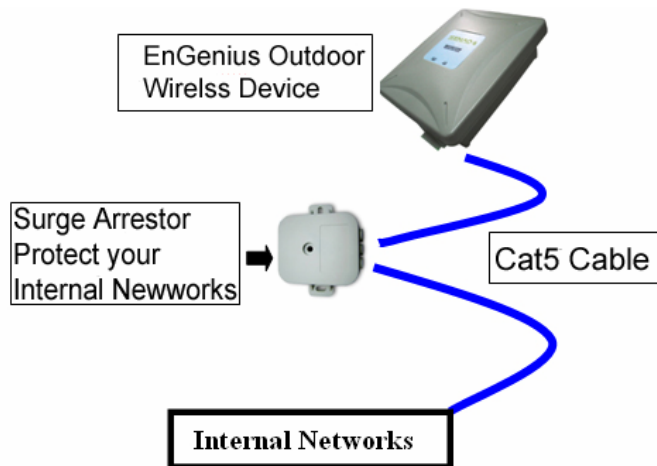 EnGenius Outdoor
Wirelss Device
Surge Arrestor
Protect your
Internal Newworks
Cat5 Cable
Internal Networks